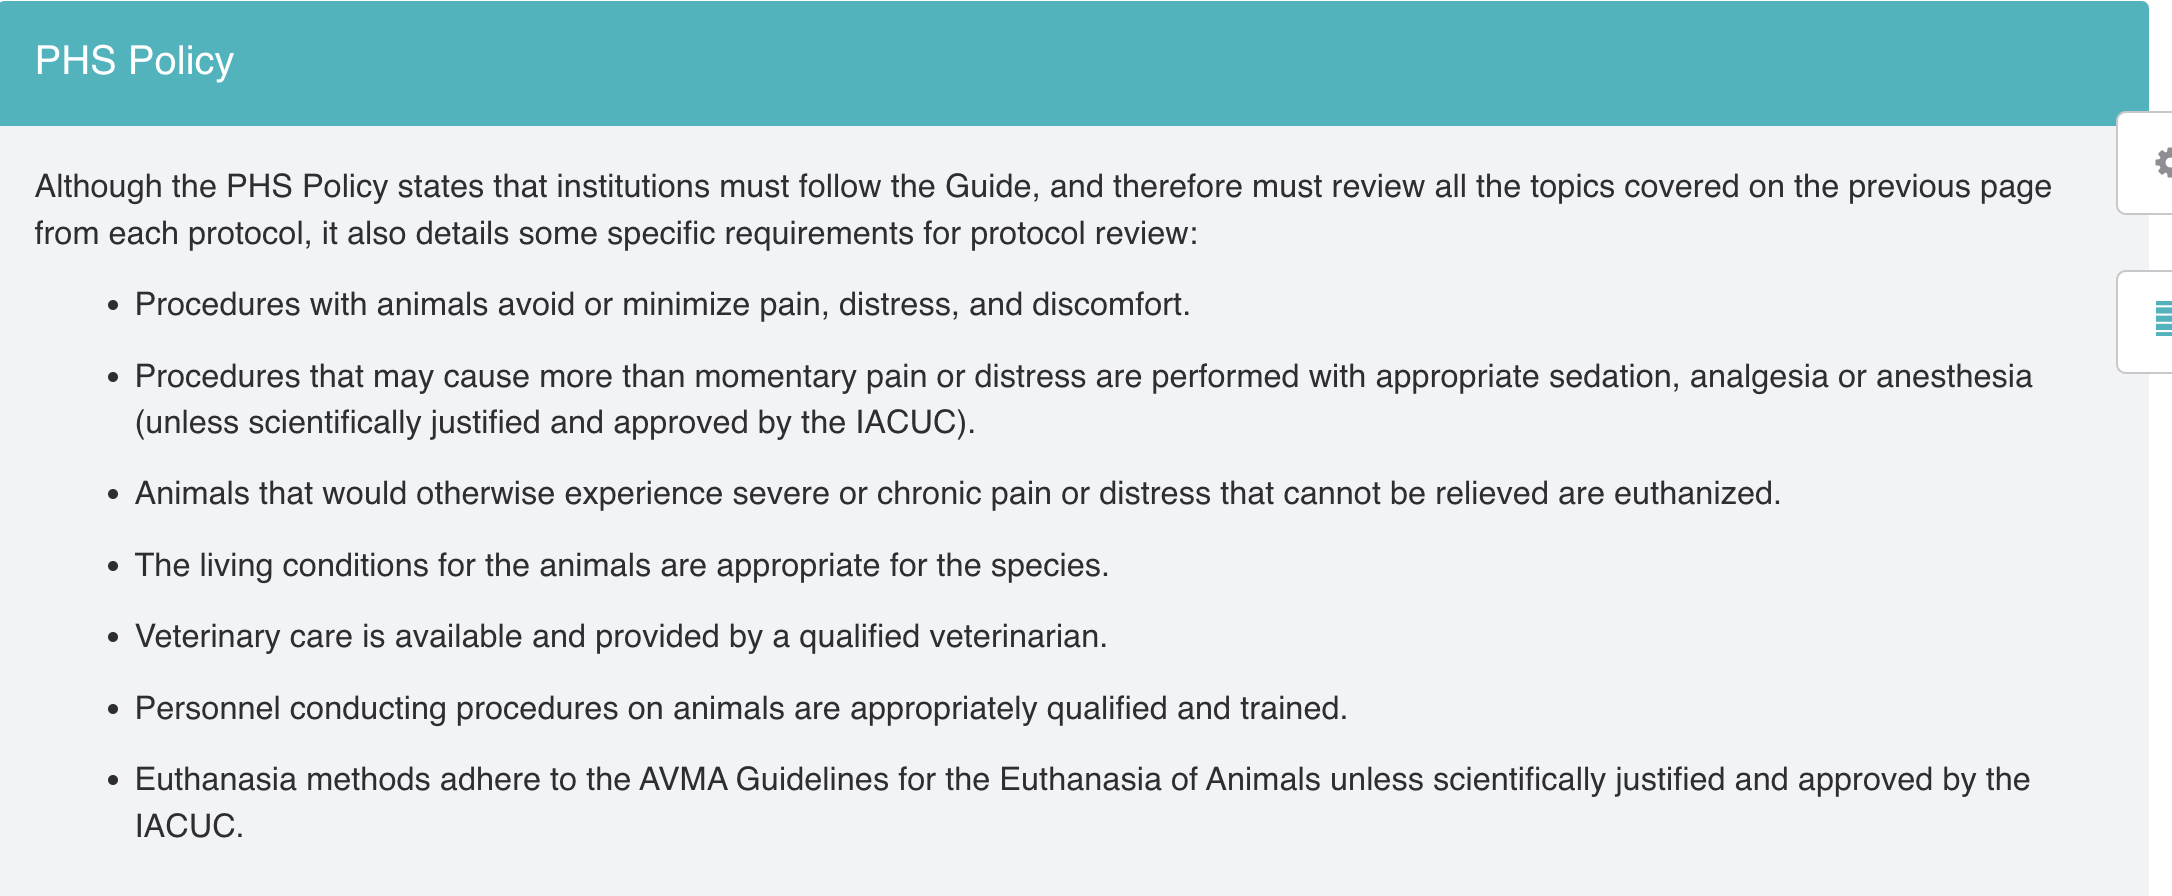 PHS Policy
Although the PHS Policy states that institutions must follow the Guide, and therefore must review all the topics covered on the previous page
from each protocol, it also details some specific requirements for protocol review:
• Procedures with animals avoid or minimize pain, distress, and discomfort.
• Procedures that may cause more than momentary pain or distress are performed with appropriate sedation, analgesia or anesthesia
(unless scientifically justified and approved by the IACUC).
• Animals that would otherwise experience severe or chronic pain or distress that cannot be relieved are euthanized.
• The living conditions for the animals are appropriate for the species.
• Veterinary care is available and provided by a qualified veterinarian.
• Personnel conducting procedures on animals are appropriately qualified and trained.
• Euthanasia methods adhere to the AVMA Guidelines for the Euthanasia of Animals unless scientifically justified and approved by the
IACUC.